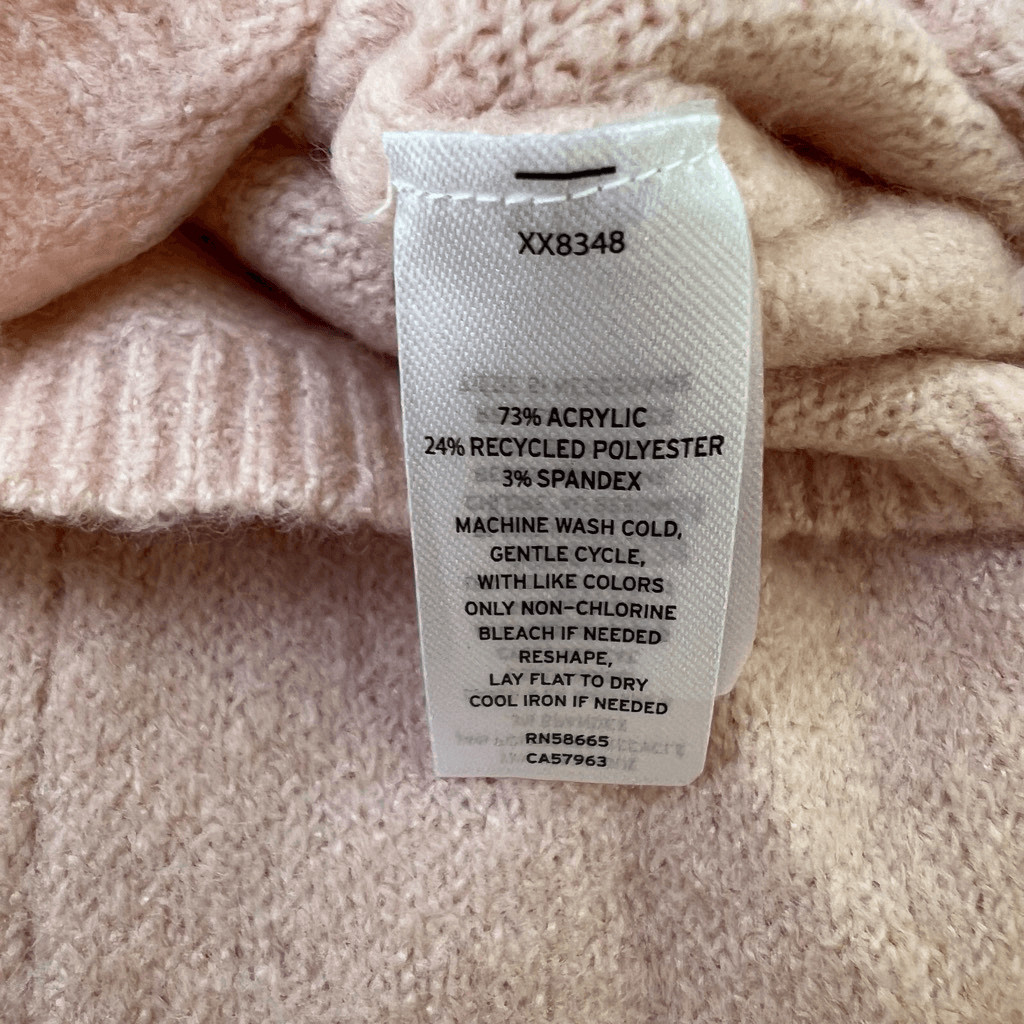 XX8348
73% ACRYLIC
24% RECYCLED POLYESTER
3% SPANDEX
MACHINE WASH COLD,
GENTLE CYCLE,
WITH LIKE COLORS
ONLY NON-CHLORINE
BLEACH IF NEEDED
RESHAPE,
LAY FLAT TO DRY
COOL IRON IF NEEDED
RN58665
CA57963